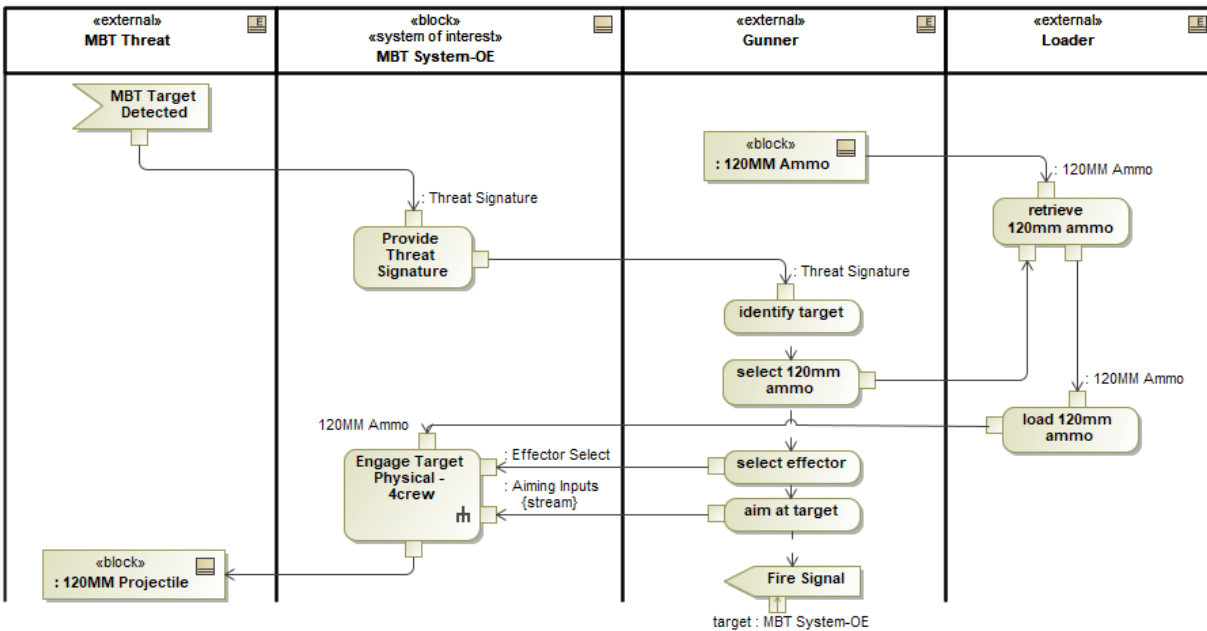 «external»
MBT Threat
«block»
«system of interest»
MBT System-OE
«external»
Gunner
«external»
Loader
E
E
E
MBT Target
Detected
«block»
: 120MM Ammo
: 120MM Ammo
retrieve
120mm ammo
: Threat Signature
Provide
Threat
Signature
: Threat Signature
identify target
select 120mm
ammo
: 120MM Ammo
load 120mm
ammo
120MM Ammo
Engage Target
Physical -
4crew
: Effector Select
: Aiming Inputs
{stream}
select effector
aim at target
«block»
: 120MM Projectile
Fire Signal
target : MBT System-OE